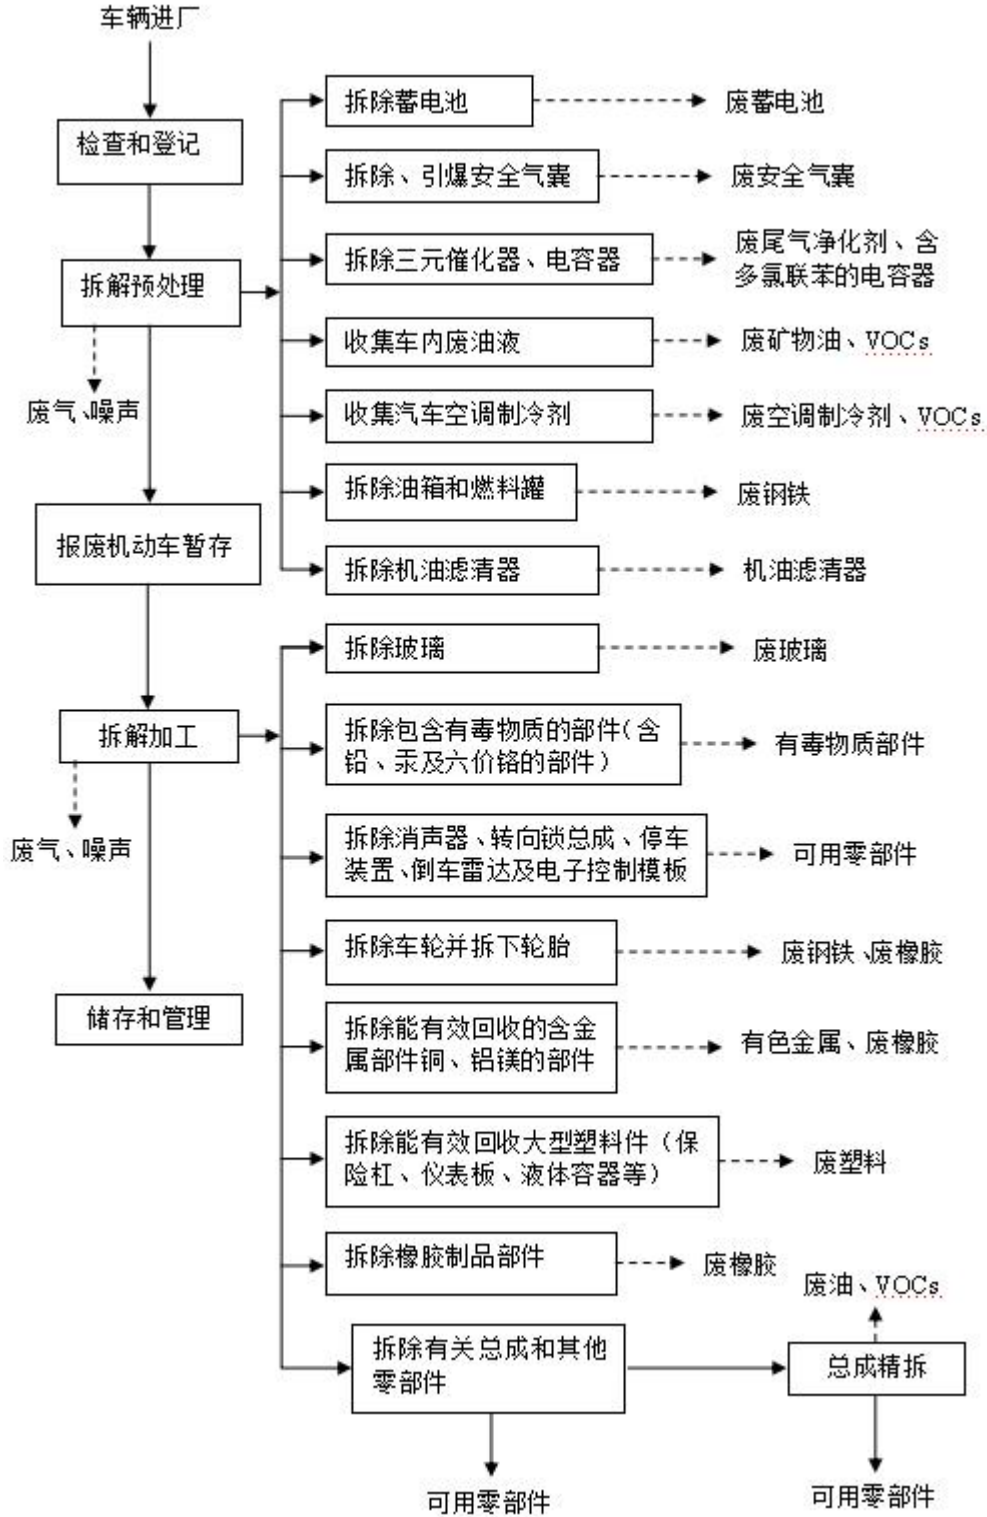 车辆进厂
检查和登记
拆解预处理
废气、噪声
报废机动车暂存
拆解加工
废气、噪声
储存和管理
拆除蓄电池
废蓄电池
拆除、引爆安全气囊
废安全气囊
拆除三元催化器、电容器
废尾气净化剂、含
多氯联苯的电容器
收集车内废油液
废矿物油、VOCs
收集汽车空调制冷剂
废空调制冷剂、VOCs
拆除油箱和燃料罐
废钢铁
拆除机油滤清器
机油滤清器
拆除玻璃
废玻璃
拆除包含有毒物质的部件(含
铅、汞及六价铬的部件)
有毒物质部件
拆除消声器、转向锁总成、停车
装置、倒车雷达及电子控制模板
可用零部件
拆除车轮并拆下轮胎
废钢铁、废橡胶
拆除能有效回收的含金
属部件铜、铝镁的部件
有色金属、废橡胶
拆除能有效回收大型塑料件(保
险杠、仪表板、液体容器等)
废塑料
拆除橡胶制品部件
废橡胶
拆除有关总成和其他
零部件
可用零部件
废油、VOCs
总成精拆
可用零部件